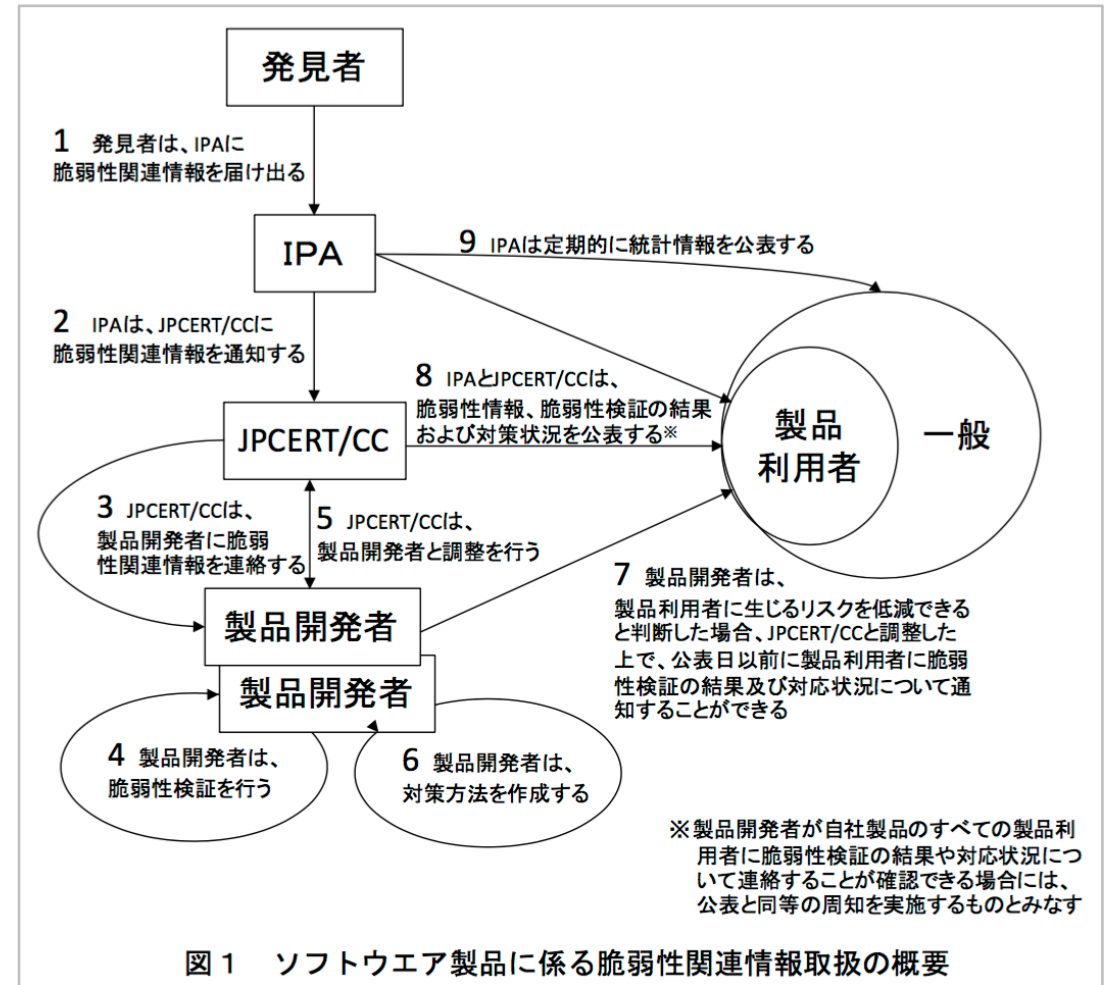 発見者
1 発見者は、IPAに
脆弱性関連情報を届け出る
IPA
9 IPAは定期的に統計情報を公表する
2 IPAは、JPCERT/CCに
脆弱性関連情報を通知する
8 IPAとJPCERT/CCは、
脆弱性情報、脆弱性検証の結果
および対策状況を公表する※
JPCERT/CC
製品
利用者
一般
3 JPCERT/CCは、
製品開発者に脆弱
性関連情報を連絡する
5 JPCERT/CCは、
製品開発者と調整を行う
製品開発者
製品開発者
7 製品開発者は、
製品利用者に生じるリスクを低減できる
と判断した場合、JPCERT/CCと調整した
上で、公表日以前に製品利用者に脆弱
性検証の結果及び対応状況について通
知することができる
4 製品開発者は、
脆弱性検証を行う
6 製品開発者は、
対策方法を作成する
※製品開発者が自社製品のすべての製品利
用者に脆弱性検証の結果や対応状況につ
いて連絡することが確認できる場合には、
公表と同等の周知を実施するものとみなす
図1 ソフトウエア製品に係る脆弱性関連情報取扱の概要